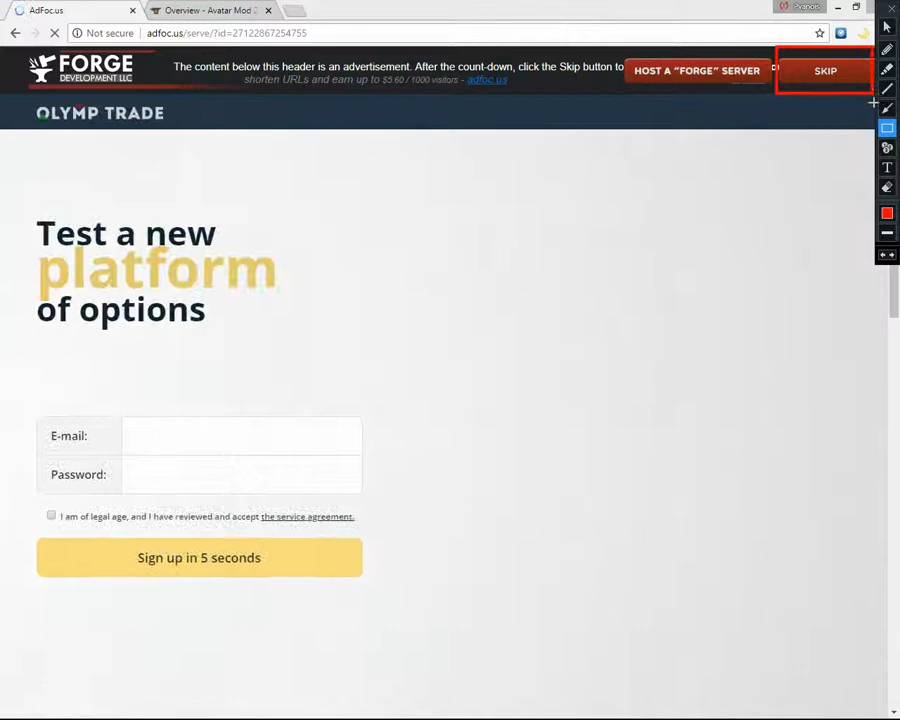 AdFoc.us
Overview - Avatar Mod 2
Pyanois
Not secure
adfoc.us/serve/?id=27122867254755
FORGE
DEVELOPMENT LLC
The content below this header is an advertisement. After the count-down, click the Skip button to
shorten URLs and earn up to $5.60 / 1000 visitors - adfoc.us
HOST A "FORGE" SERVER
SKIP
OLYMP TRADE
Test a new
platform
of options
E-mail:
Password:
I am of legal age, and I have reviewed and accept the service agreement.
Sign up in 5 seconds
T